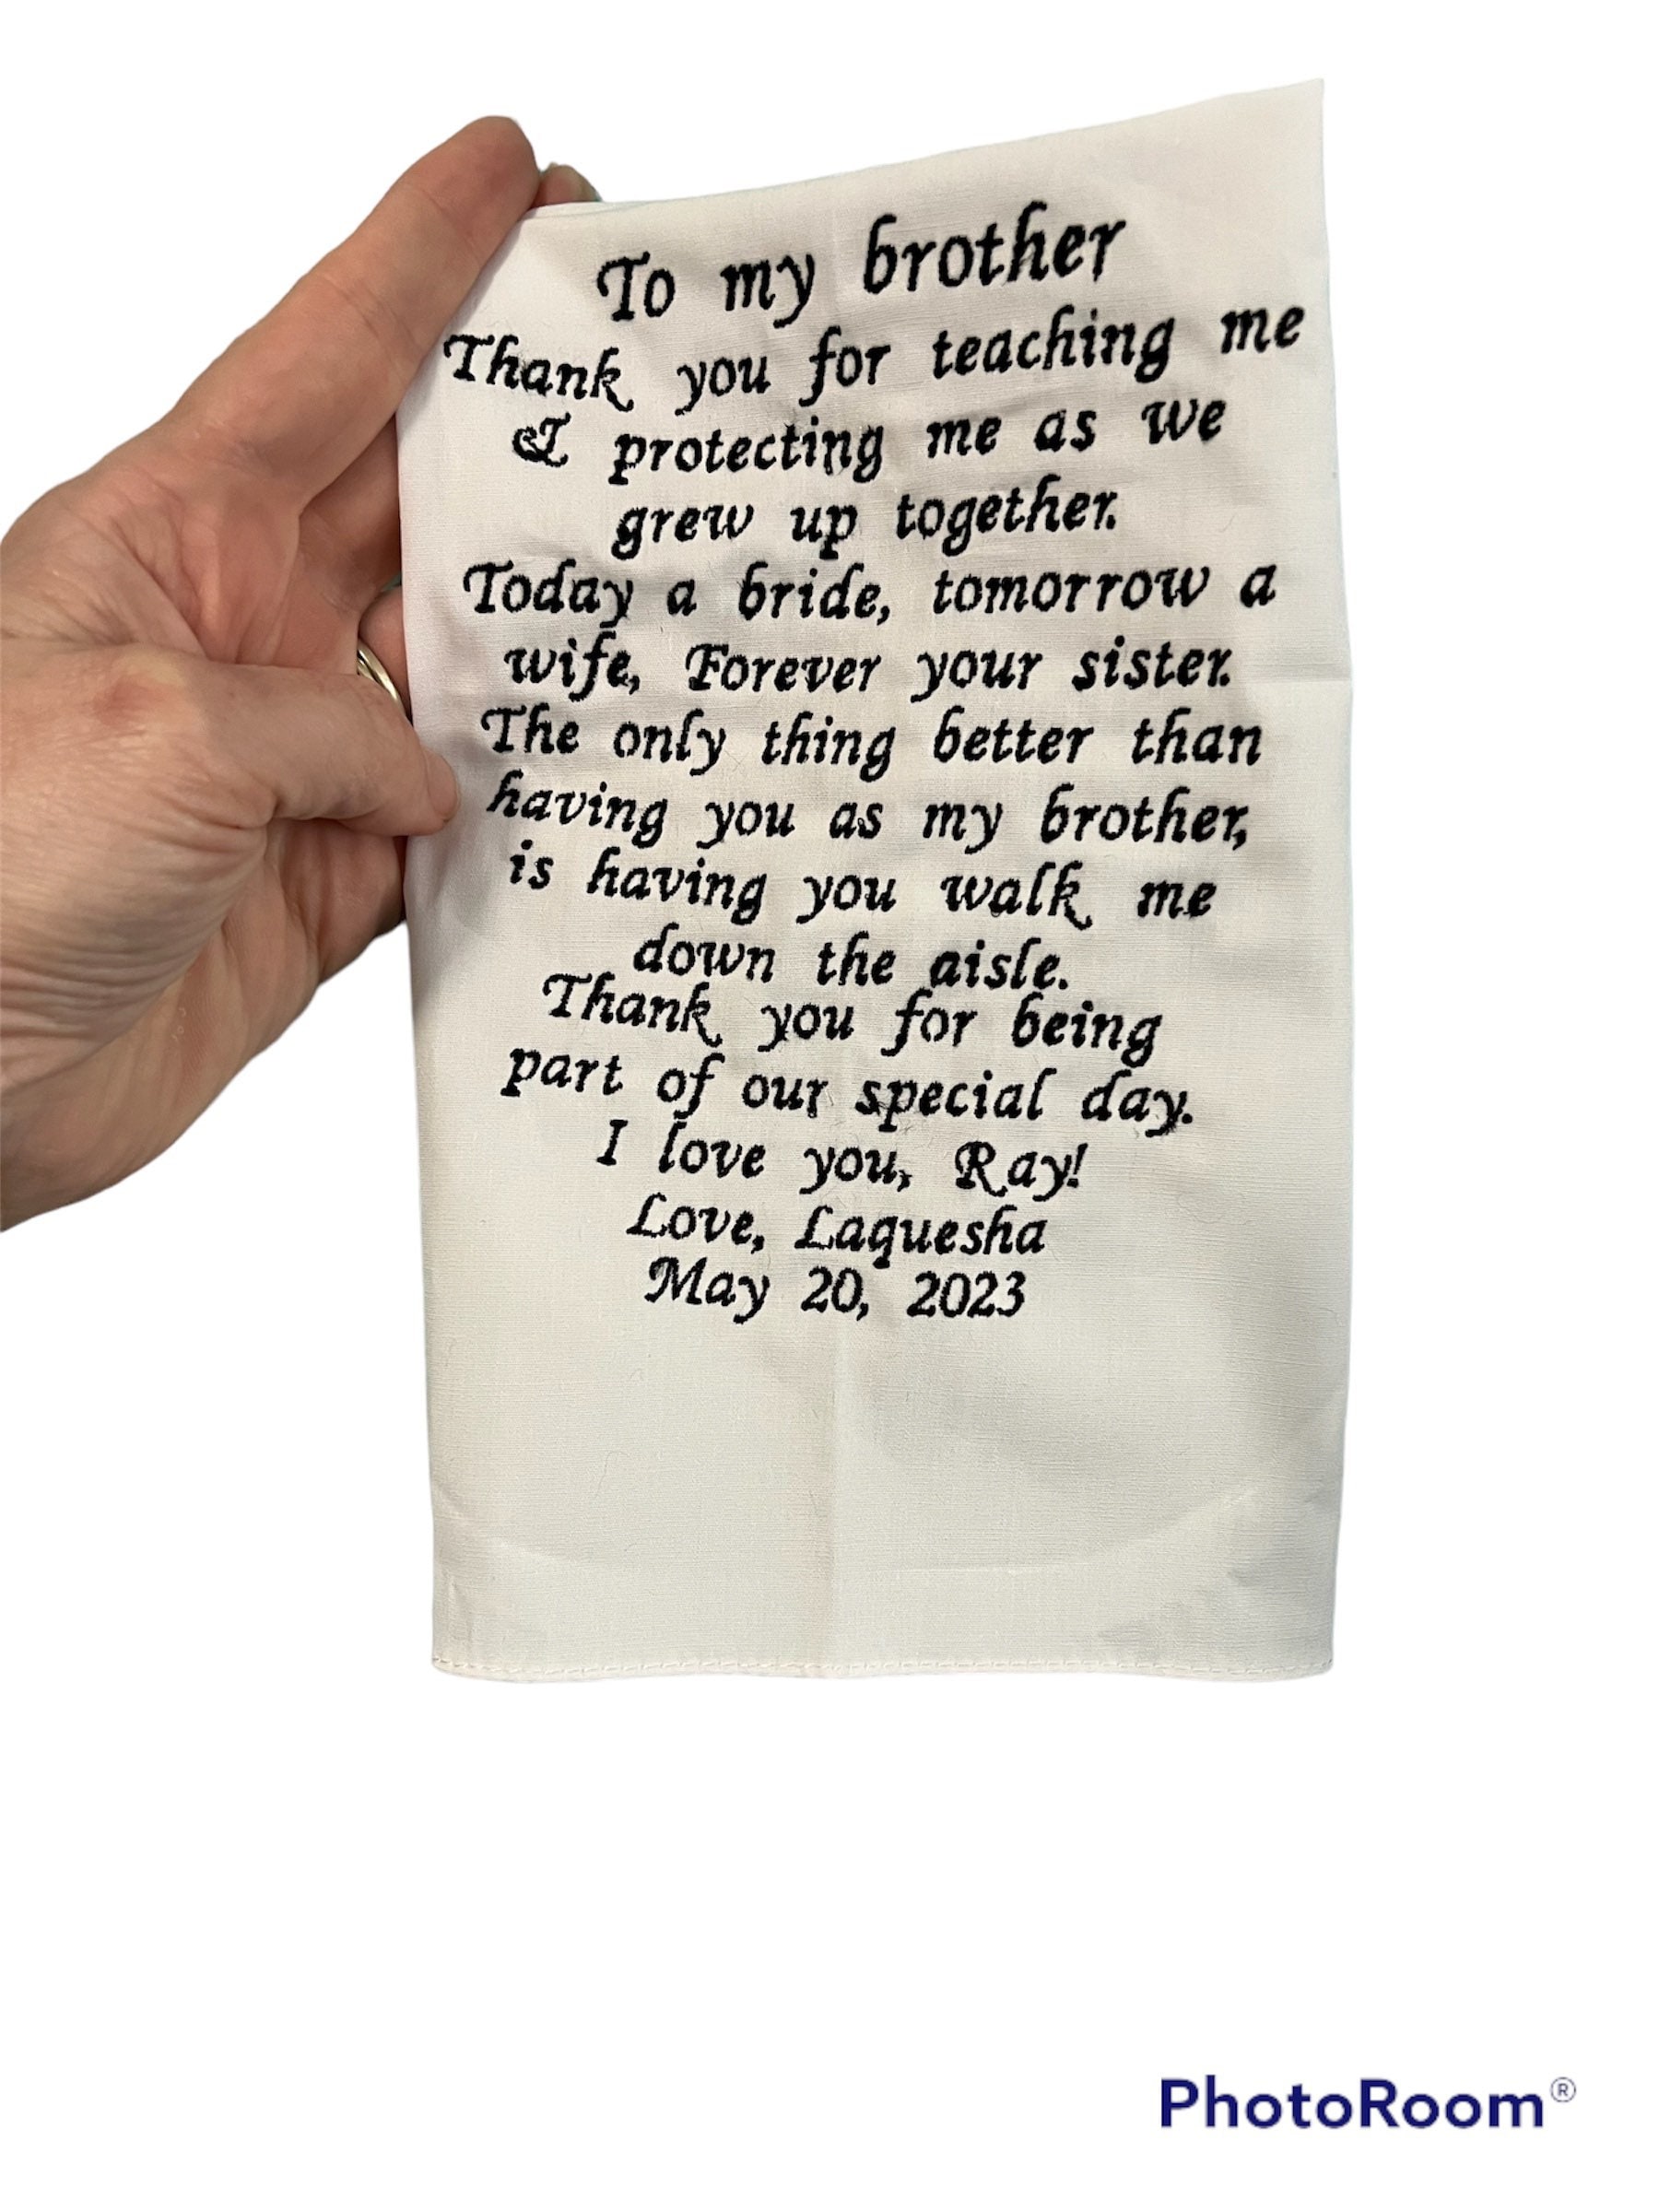 To my brother
Thank you for teaching me
& protecting me as we
grew up together.
Today a bride, tomorrow a
wife, Forever your sister.
The only thing better than
having you as my brother,
is having you walk me
down the aisle.
Thank you for being
part of our special day.
I love you, Ray!
Love, Laquesha
May 20, 2023
PhotoRoom®